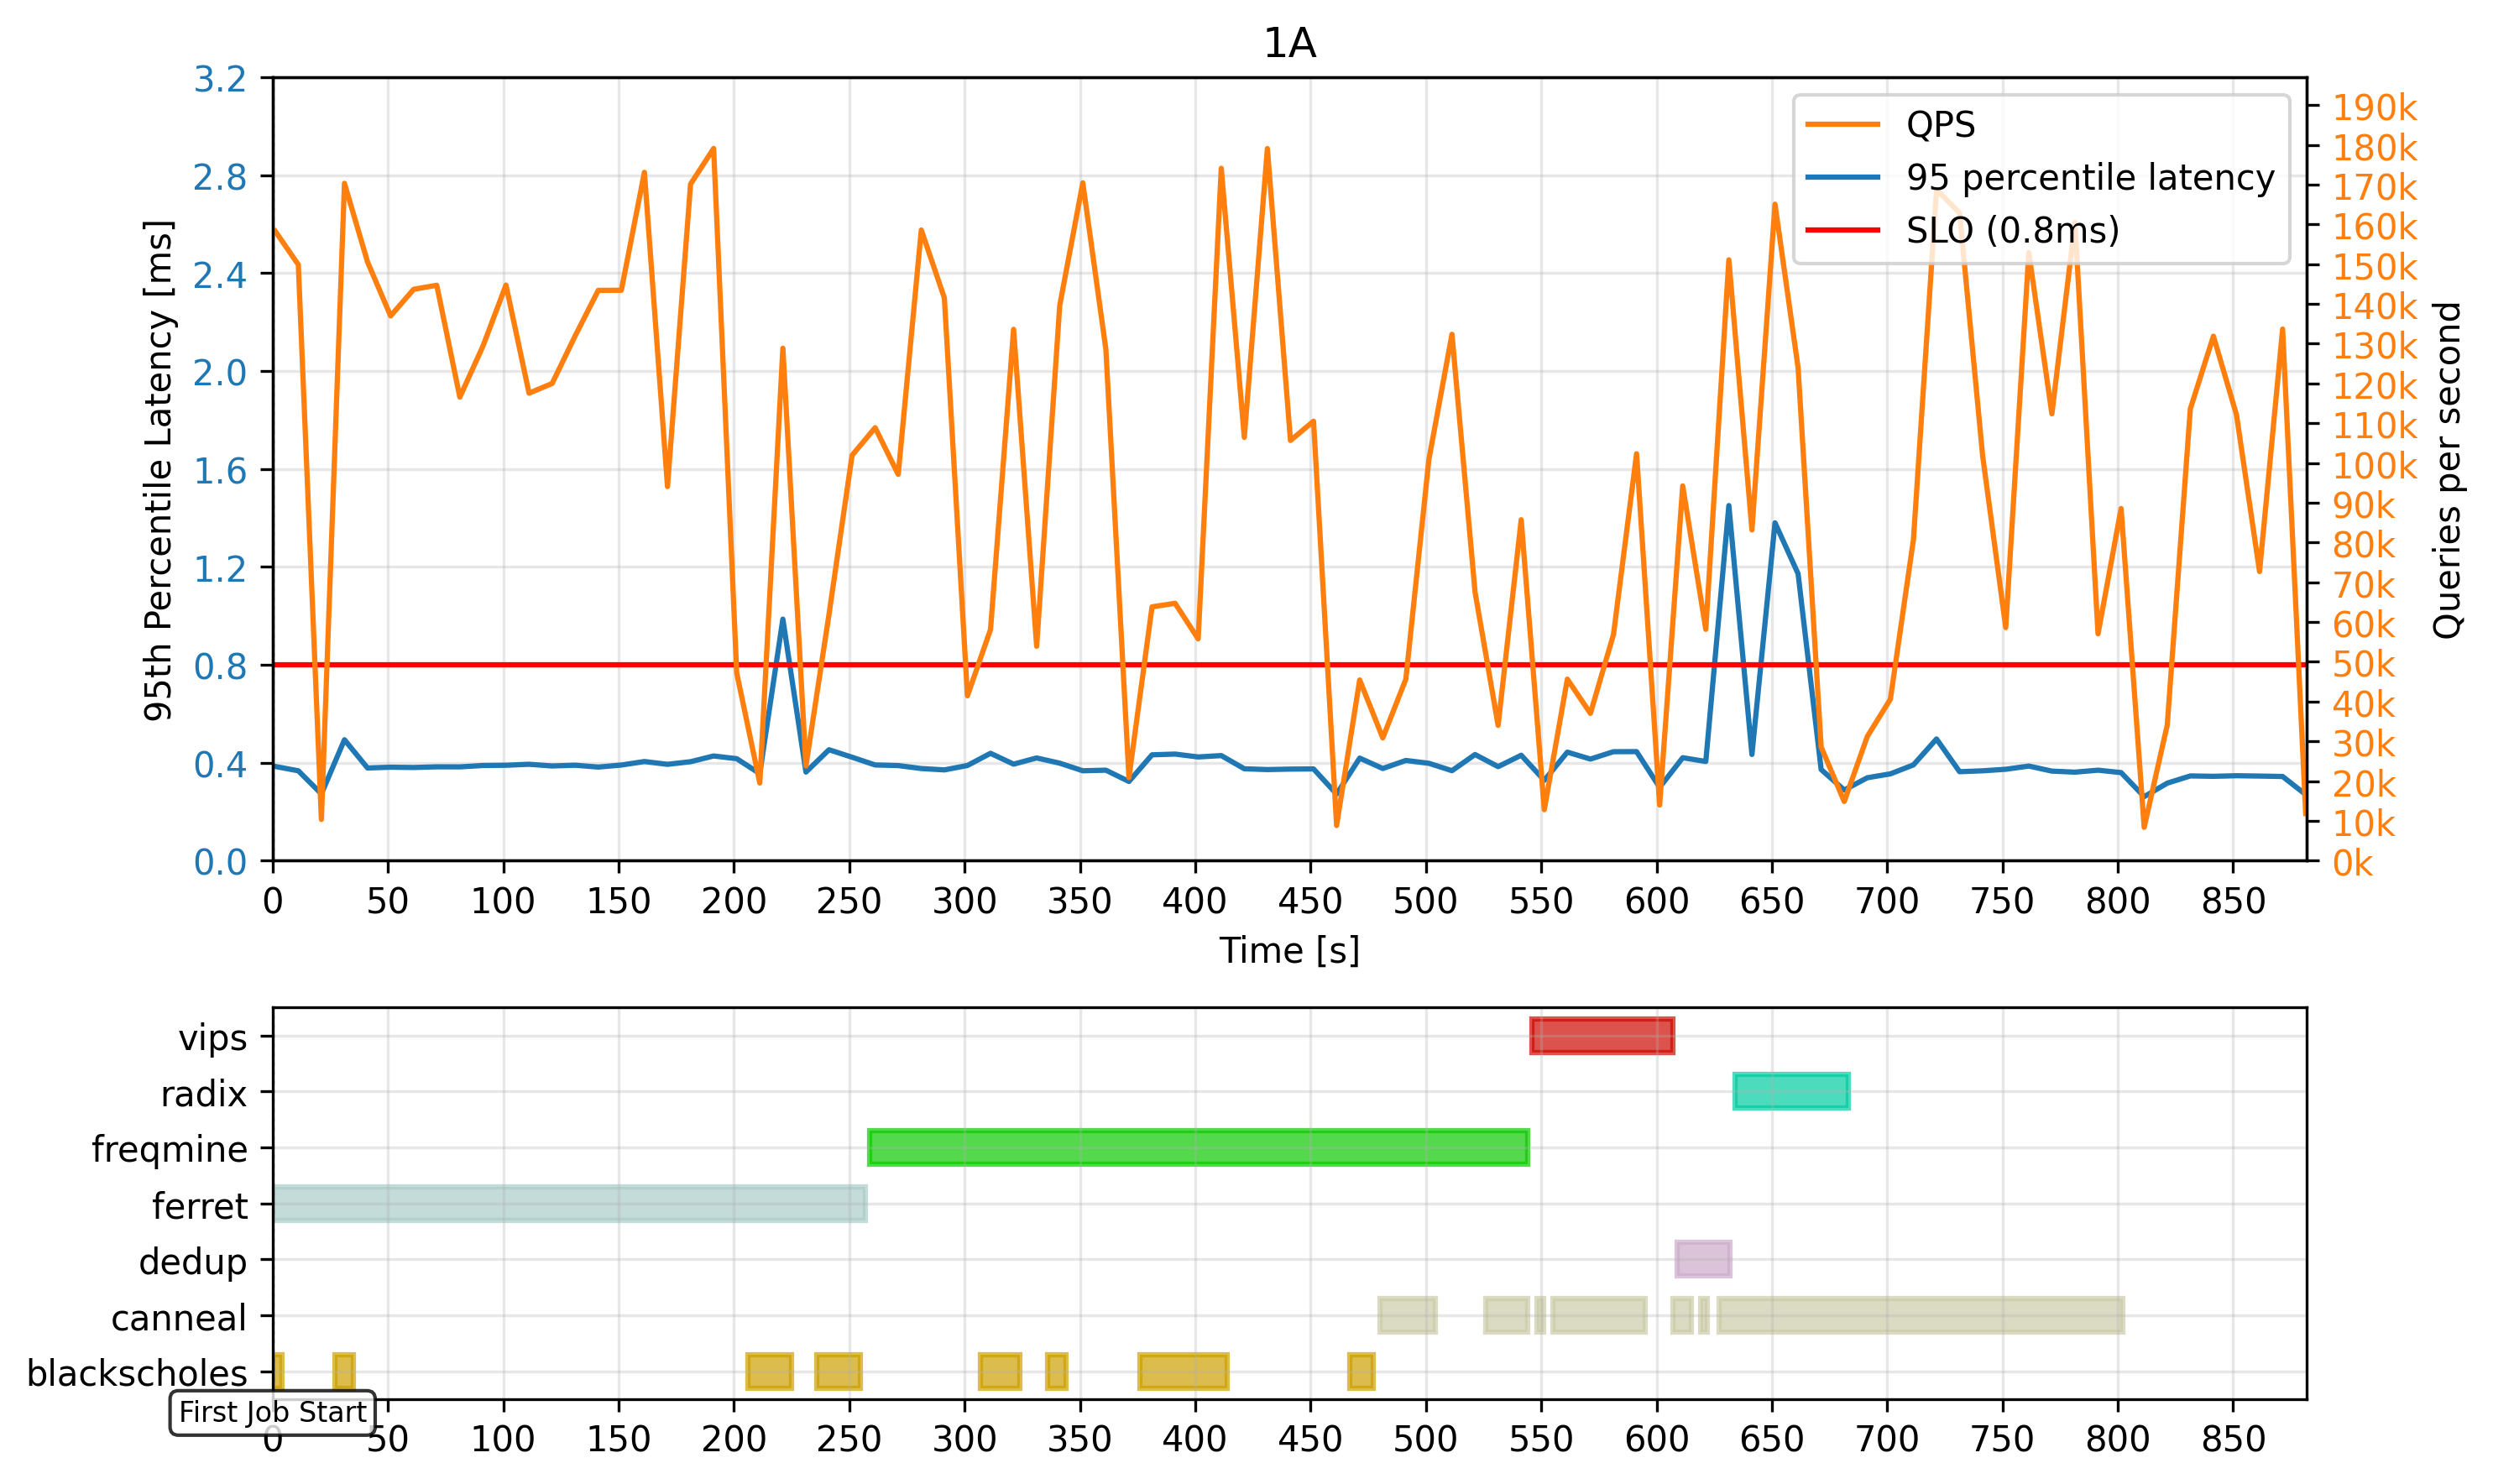 1A
3.2
2.8
2.4
2.0
1.6
1.2
0.8
0.4
0.0
95th Percentile Latency [ms]
QPS
95 percentile latency
SLO (0.8ms)
190k
180k
170k
160k
150k
140k
130k
120k
110k
100k
90k
80k
70k
60k
50k
40k
30k
20k
10k
0k
Queries per second
0 50 100 150 200 250 300 350 400 450 500 550 600 650 700 750 800 850
Time [s]
vips
radix
freqmine
ferret
dedup
canneal
blackscholes
First Job Start
0 50 100 150 200 250 300 350 400 450 500 550 600 650 700 750 800 850